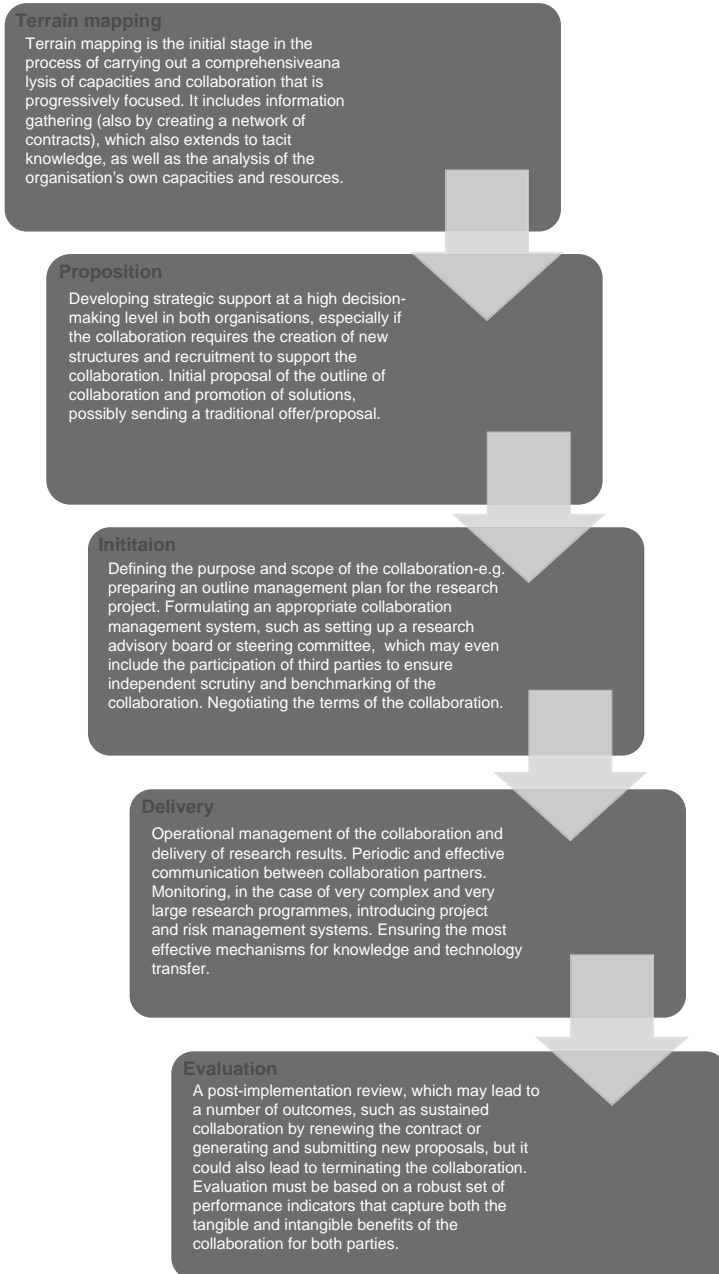 Terrain mapping
Terrain mapping is the initial stage in the
process of carrying out a comprehensiveana
lysis of capacities and collaboration that is
progressively focused. It includes information
gathering (also by creating a network of
contracts), which also extends to tacit
knowledge, as well as the analysis of the
organisation’s own capacities and resources.
Proposition
Developing strategic support at a high decision-
making level in both organisations, especially if
the collaboration requires the creation of new
structures and recruitment to support the
collaboration. Initial proposal of the outline of
collaboration and promotion of solutions,
possibly sending a traditional offer/proposal.
Inititaion
Defining the purpose and scope of the collaboration-e.g.
preparing an outline management plan for the research
project. Formulating an appropriate collaboration
management system, such as setting up a research
advisory board or steering committee, which may even
include the participation of third parties to ensure
independent scrutiny and benchmarking of the
collaboration. Negotiating the terms of the collaboration.
Delivery
Operational management of the collaboration and
delivery of research results. Periodic and effective
communication between collaboration partners.
Monitoring, in the case of very complex and very
large research programmes, introducing project
and risk management systems. Ensuring the most
effective mechanisms for knowledge and technology
transfer.
Evaluation
A post-implementation review, which may lead to
a number of outcomes, such as sustained
collaboration by renewing the contract or
generating and submitting new proposals, but it
could also lead to terminating the collaboration.
Evaluation must be based on a robust set of
performance indicators that capture both the
tangible and intangible benefits of the
collaboration for both parties.